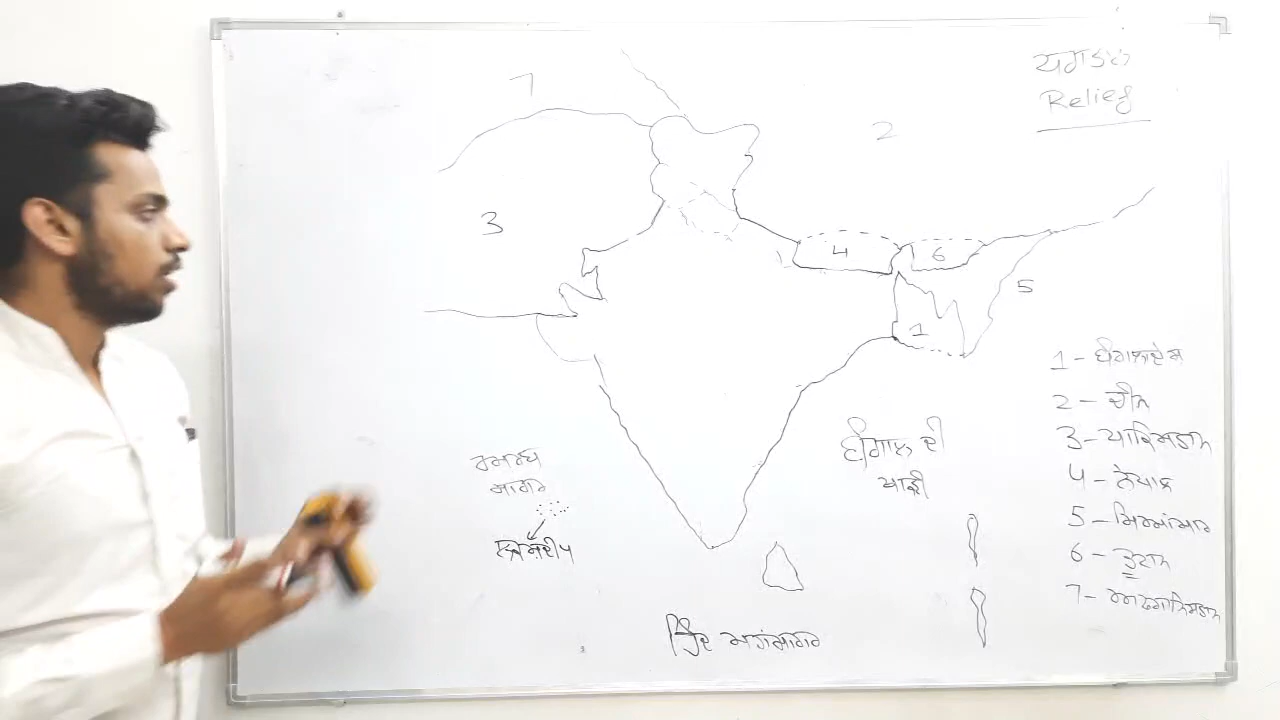 ਧਰਾਤਲ
Relief
7
2
3
4
6
5
1
1 - ਬੰਗਲਾਦੇਸ਼
2 - ਚੀਨ
3 - ਪਾਕਿਸਤਾਨ
4 - ਨੇਪਾਲ
5 - ਮਿਆਂਮਾਰ
6 - ਭੂਟਾਨ
7 - ਅਫਗਾਨਿਸਤਾਨ
ਬੰਗਾਲ ਦੀ
ਖਾੜੀ
ਅਰਬ
ਸਾਗਰ
ਲਕਸ਼ਦੀਪ
ਹਿੰਦ ਮਹਾਂਸਾਗਰ